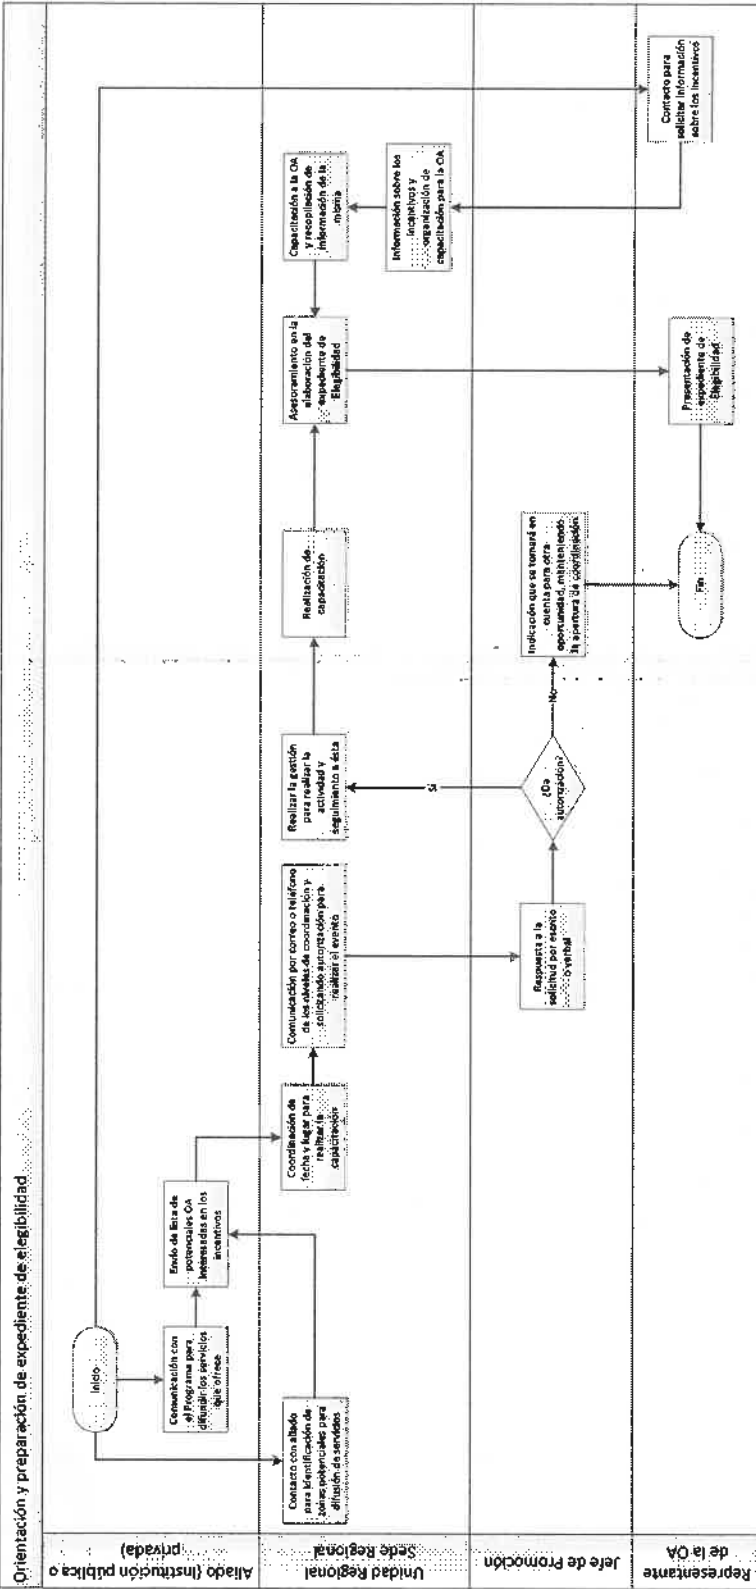 Orientación y preparación de expediente de elegibilidad
Aliado (Institución pública o
privada)
Inicio
Comunicación con
el Programa para
difundir los servicios
que ofrece
Envío de lista de
potenciales OA
interesadas en los
incentivos
Unidad Regional
Sede Regional
Contacto con aliado
para identificación de
zonas potenciales para
difusión de servicios
Coordinación de
fecha y lugar para
realizar la
capacitación
Comunicación por correo o teléfono
de los niveles de coordinación y
solicitando autorización para
realizar el evento
Realizar la gestión
para realizar la
actividad y
seguimiento a ésta
Realización de
capacitación
Asesoramiento en la
elaboración del
expediente de
Elegibilidad
Capacitación a la OA
y recopilación de
información de la
misma
Información sobre los
incentivos y
organización de
capacitación para la OA
Jefe de Promoción
Respuesta a la
solicitud por escrito
o verbal
¿Da
autorización?
Si
No
Indicación que se tomará en
cuenta para otra
oportunidad, manteniendo
la apertura de coordinación
Representante
de la OA
Contacto para
solicitar información
sobre los incentivos
Presentación de
expediente de
Elegibilidad
Fin